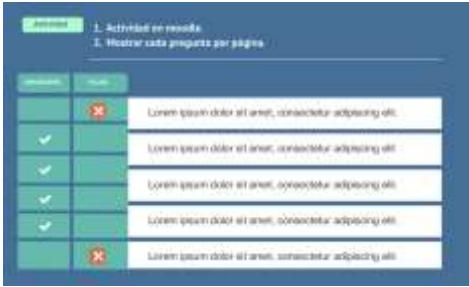 1. Actividad en moodle
2. Mostrar cada pregunta por página
Lorem ipsum dolor sit amet, consectetur adipiscing elit
Lorem ipsum dolor sit amet, consectetur adipiscing elit
Lorem ipsum dolor sit amet, consectetur adipiscing elit
Lorem ipsum dolor sit amet, consectetur adipiscing elit
Lorem ipsum dolor sit amet, consectetur adipiscing elit